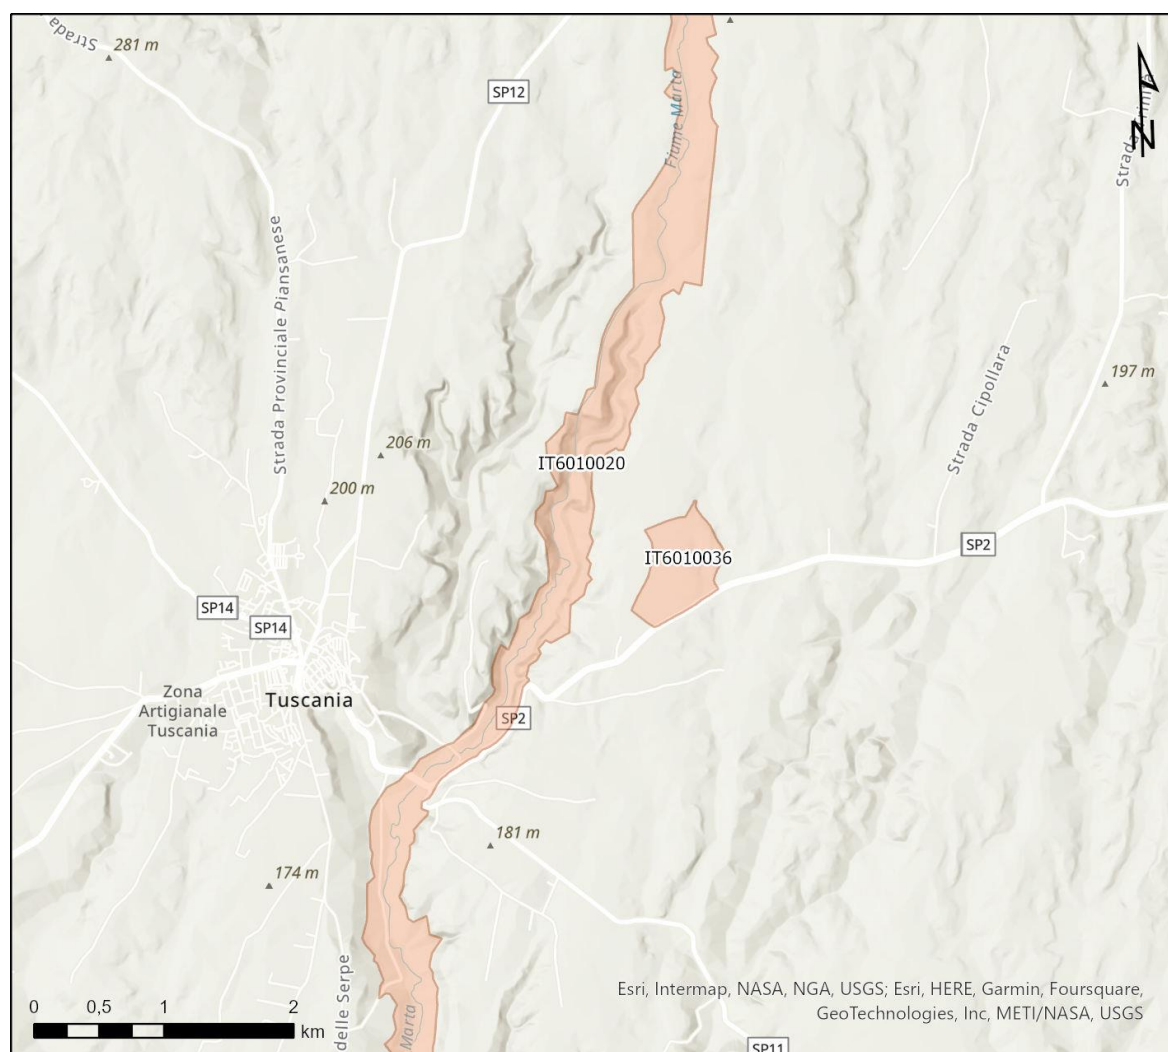 Strada
281 m
SP12
Fiume Marta
N
Strada Trinità
Strada Provinciale Piansanese
Strada Cipollara
197 m
206 m
IT6010020
200 m
IT6010036
SP2
SP14
SP14
Zona
Artigianale
Tuscania
Tuscania
SP2
181 m
174 m
delle Serpe
Marta
0 0,5 1 2
km
Esri, Intermap, NASA, NGA, USGS; Esri, HERE, Garmin, Foursquare,
GeoTechnologies, Inc, METI/NASA, USGS
SP11